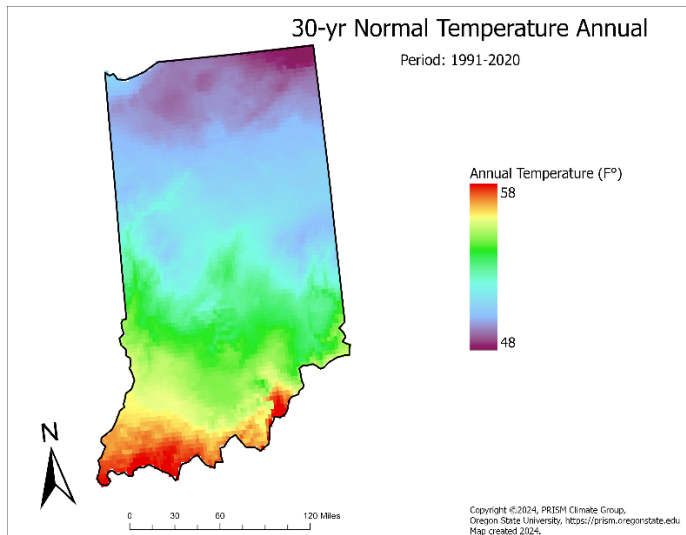 30-yr Normal Temperature Annual
Period: 1991-2020
Annual Temperature (F°)
58
48
N
0 30 60 120 Miles
Copyright ©2024, PRISM Climate Group,
Oregon State University, https://prism.oregonstate.edu
Map created 2024.